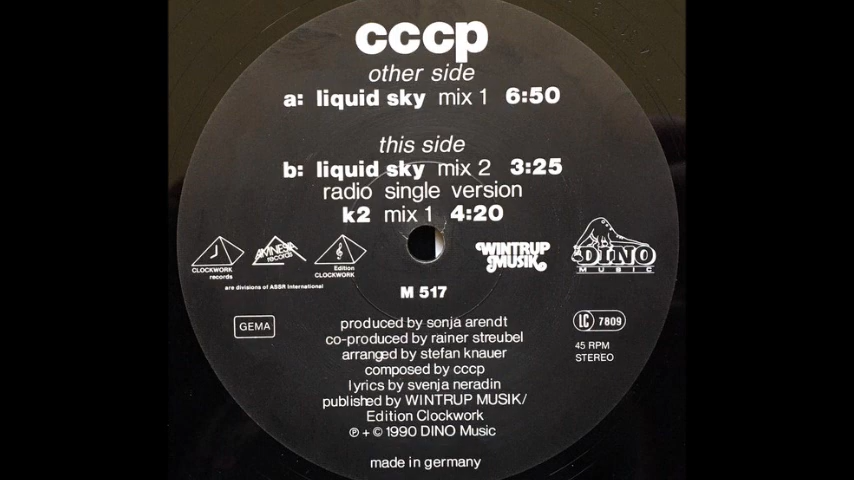 cccp
other side
a: liquid sky mix 1 6:50
this side
b: liquid sky mix 2 3:25
radio single version
k2 mix 1 4:20
CLOCKWORK
records
AMNESIA
records
Edition
CLOCKWORK
are divisions of ASSR International
WINTRUP
MUSIK
DINO
MUSIC
M 517
GEMA
LC 7809
45 RPM
STEREO
produced by sonja arendt
co-produced by rainer streubel
arranged by stefan knauer
composed by cccp
lyrics by svenja neradin
published by WINTRUP MUSIK/
Edition Clockwork
℗ + © 1990 DINO Music
made in germany